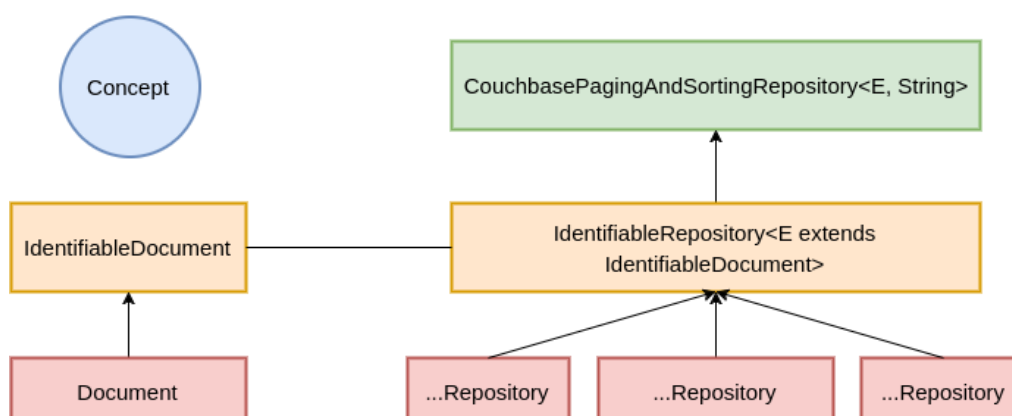 Concept
CouchbasePagingAndSortingRepository<E, String>
IdentifiableDocument
IdentifiableRepository<E extends
IdentifiableDocument>
Document
...Repository
...Repository
...Repository